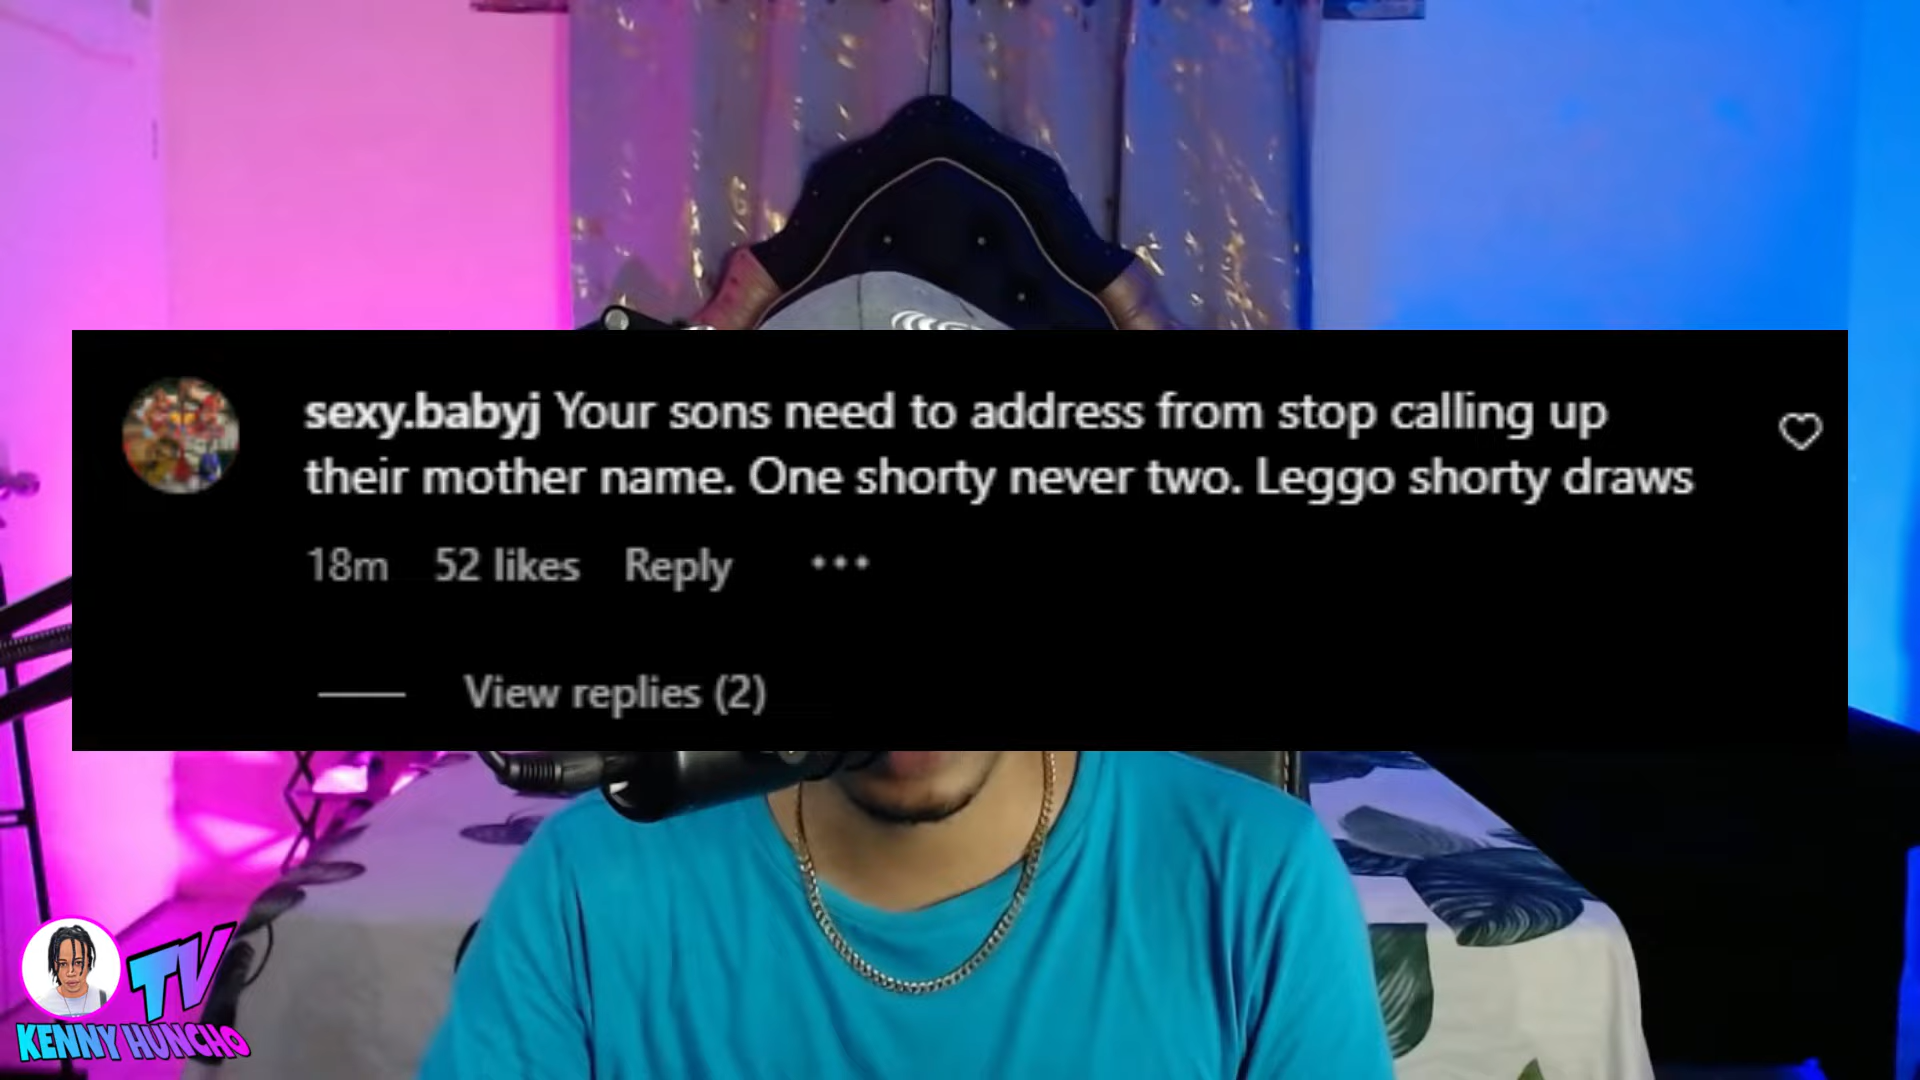 sexy.babyj Your sons need to address from stop calling up
their mother name. One shorty never two. Leggo shorty draws
18m 52 likes Reply •••
View replies (2)
TV
KENNY HUNCHO